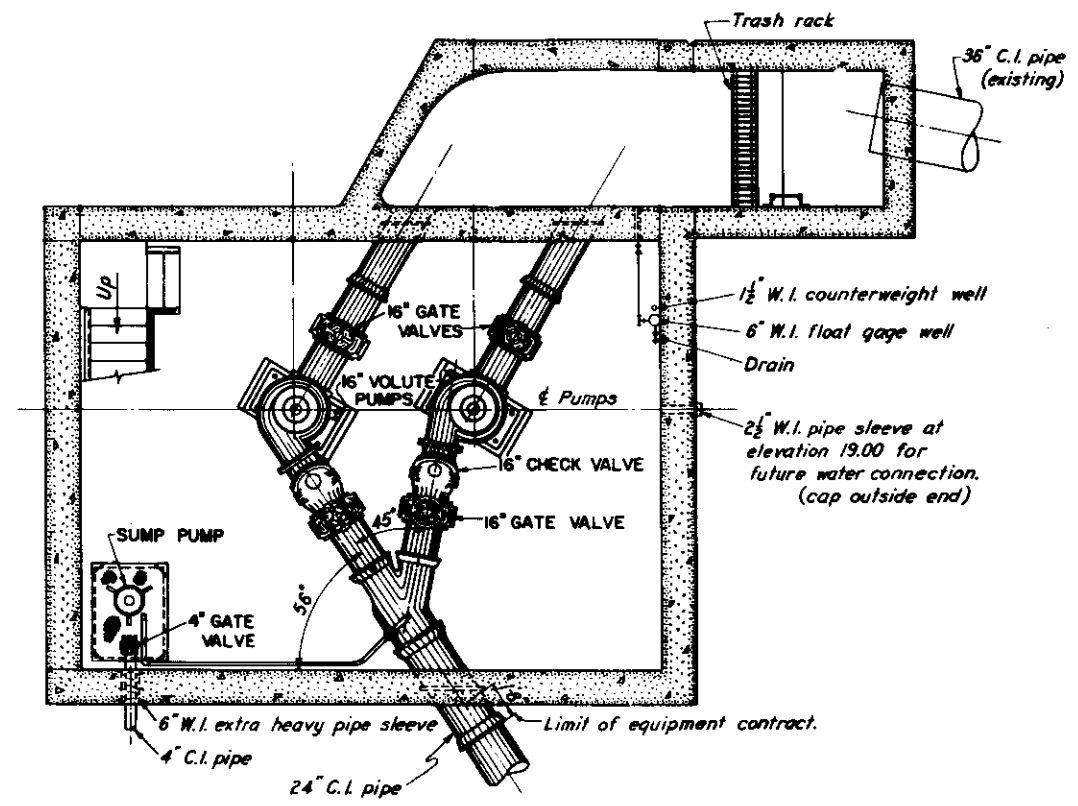 Trash rack
36" C.I. pipe
(existing)
Up
16" GATE
VALVES
1½" W.I. counterweight well
6" W.I. float gage well
Drain
16" VOLUTE
PUMPS
℄ Pumps
2½" W.I. pipe sleeve at
elevation 19.00 for
future water connection.
(cap outside end)
16" CHECK VALVE
45°
16" GATE VALVE
SUMP PUMP
56°
4" GATE
VALVE
6" W.I. extra heavy pipe sleeve
Limit of equipment contract.
4" C.I. pipe
24" C.I. pipe